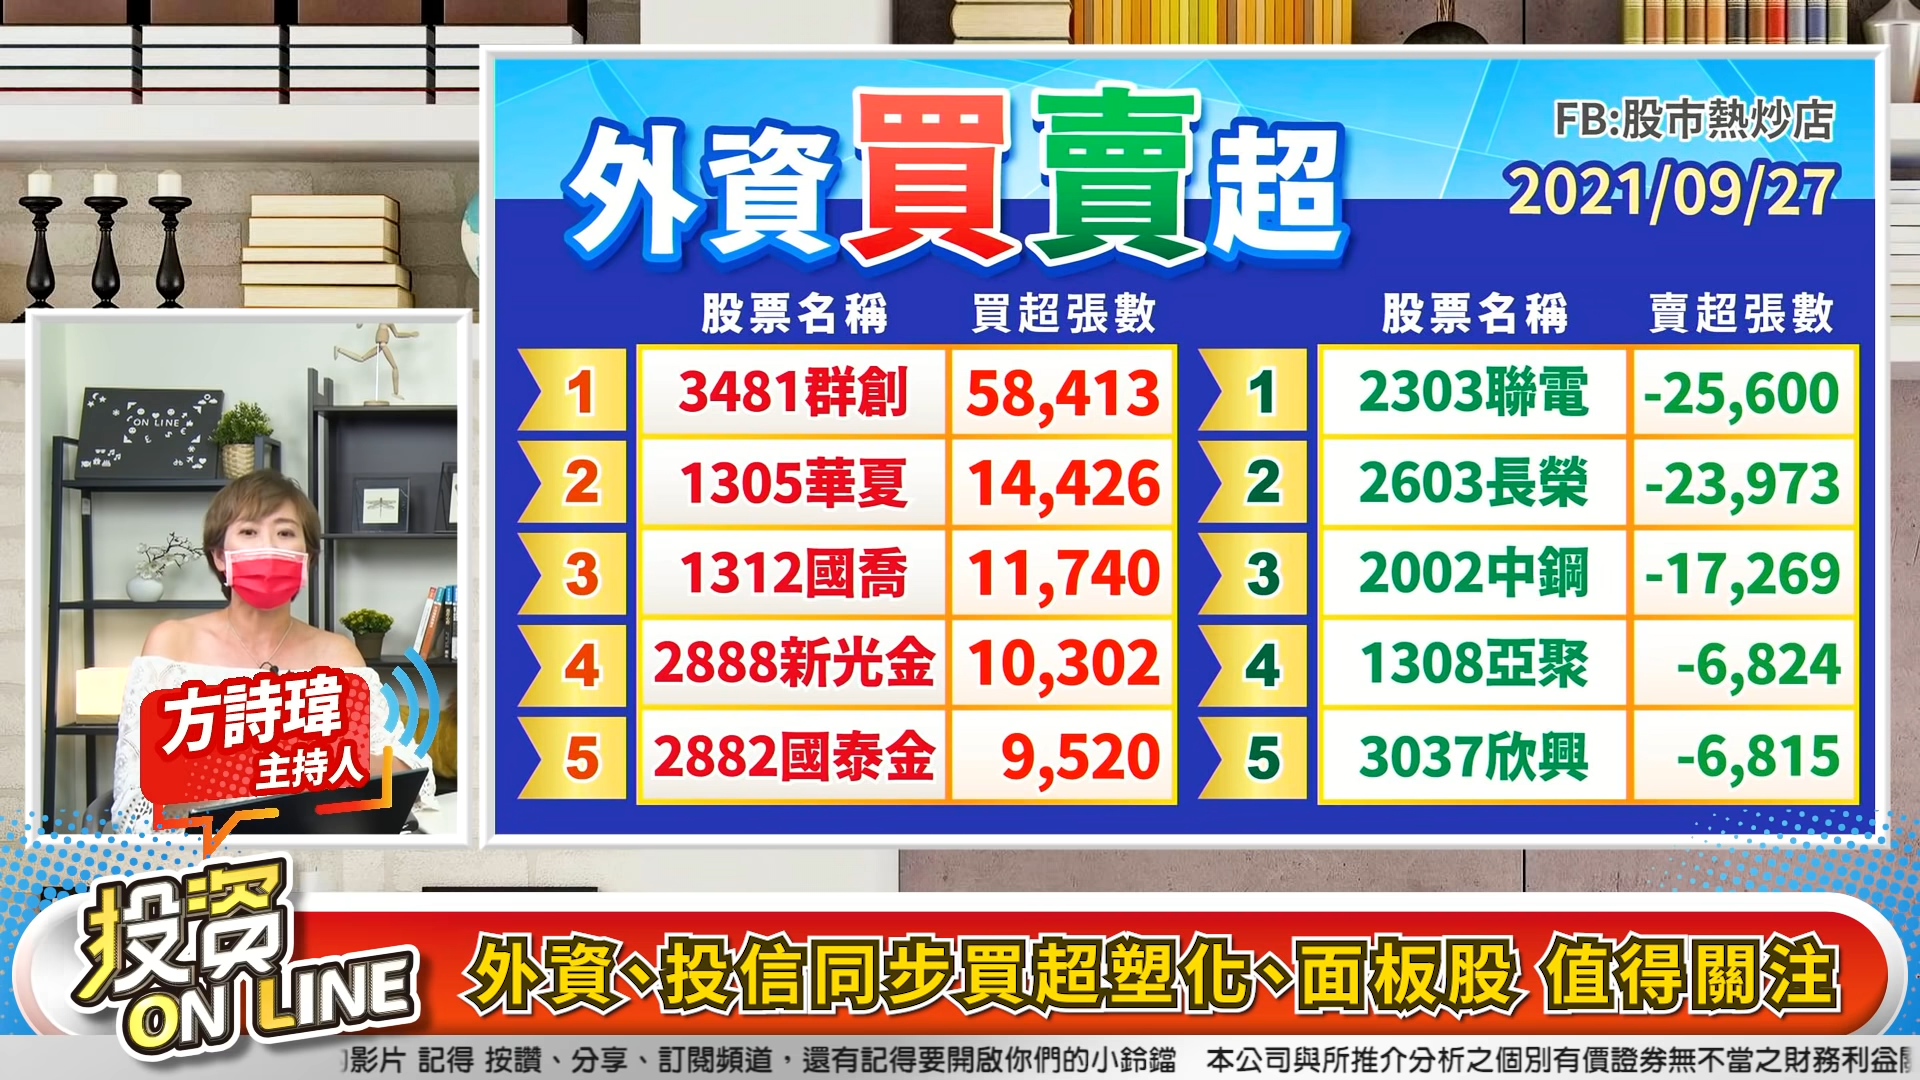 外資買賣超
FB:股市熱炒店
2021/09/27
股票名稱 買超張數 股票名稱 賣超張數
1 3481群創 58,413 1 2303聯電 -25,600
2 1305華夏 14,426 2 2603長榮 -23,973
3 1312國喬 11,740 3 2002中鋼 -17,269
4 2888新光金 10,302 4 1308亞聚 -6,824
5 2882國泰金 9,520 5 3037欣興 -6,815
ON LINE
方詩瑋
主持人
投資
ON LINE
外資、投信同步買超塑化、面板股 值得關注
影片 記得 按讚、分享、訂閱頻道，還有記得要開啟你們的小鈴鐺 本公司與所推介分析之個別有價證券無不當之財務利益